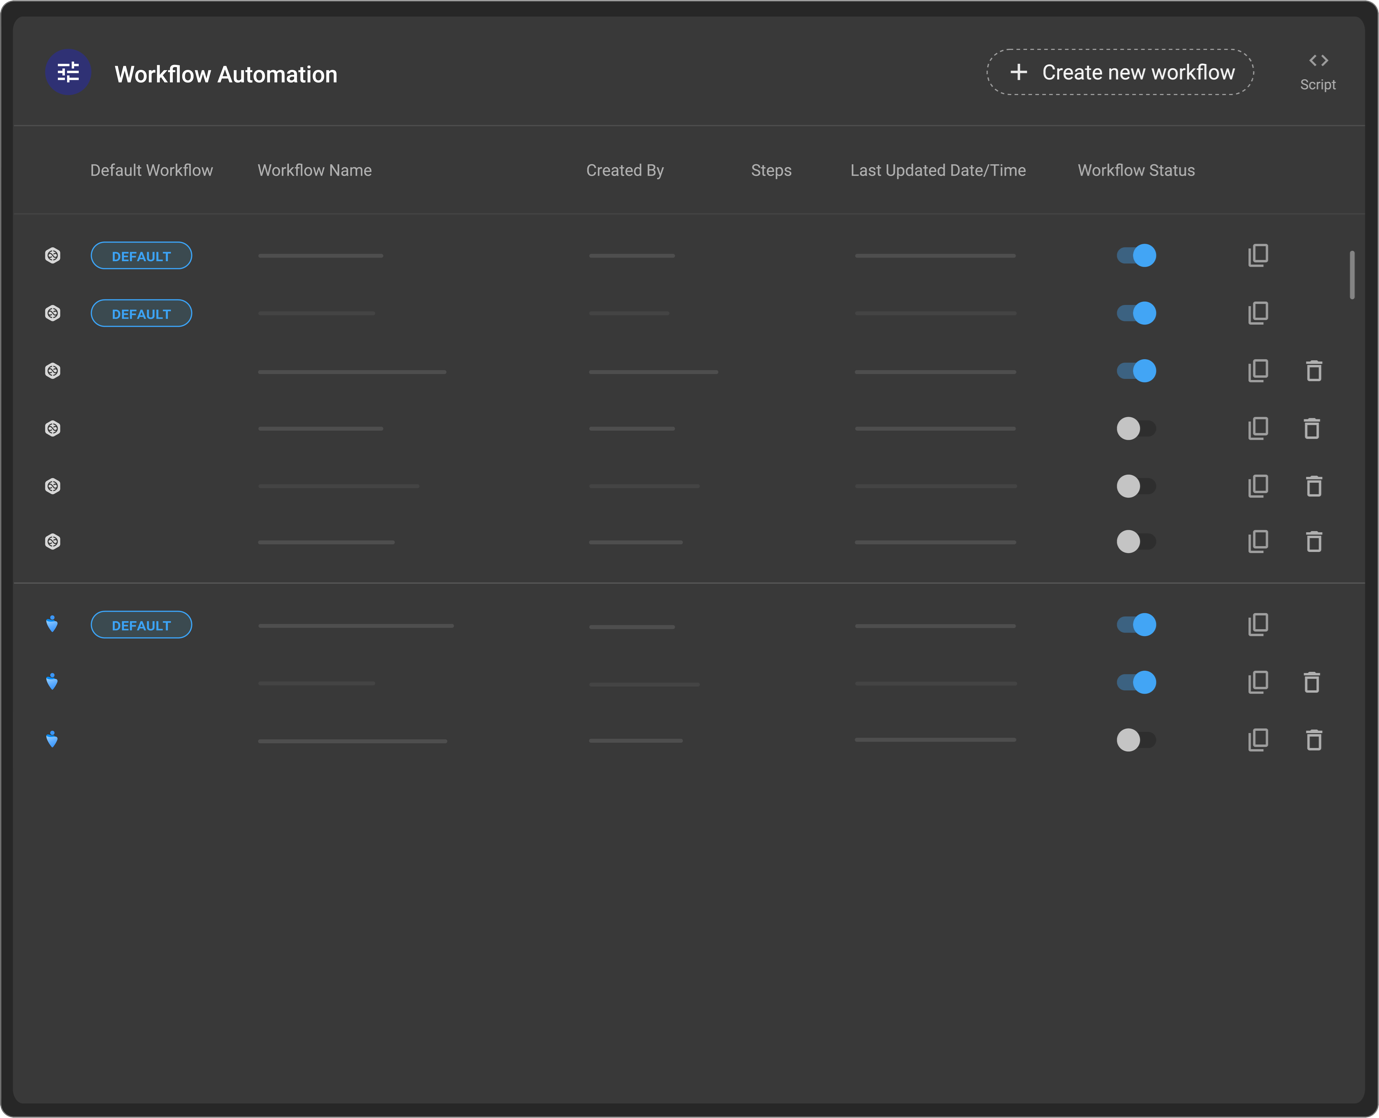 Workflow Automation
+ Create new workflow
<> Script
Default Workflow Workflow Name Created By Steps Last Updated Date/Time Workflow Status
DEFAULT
DEFAULT
DEFAULT